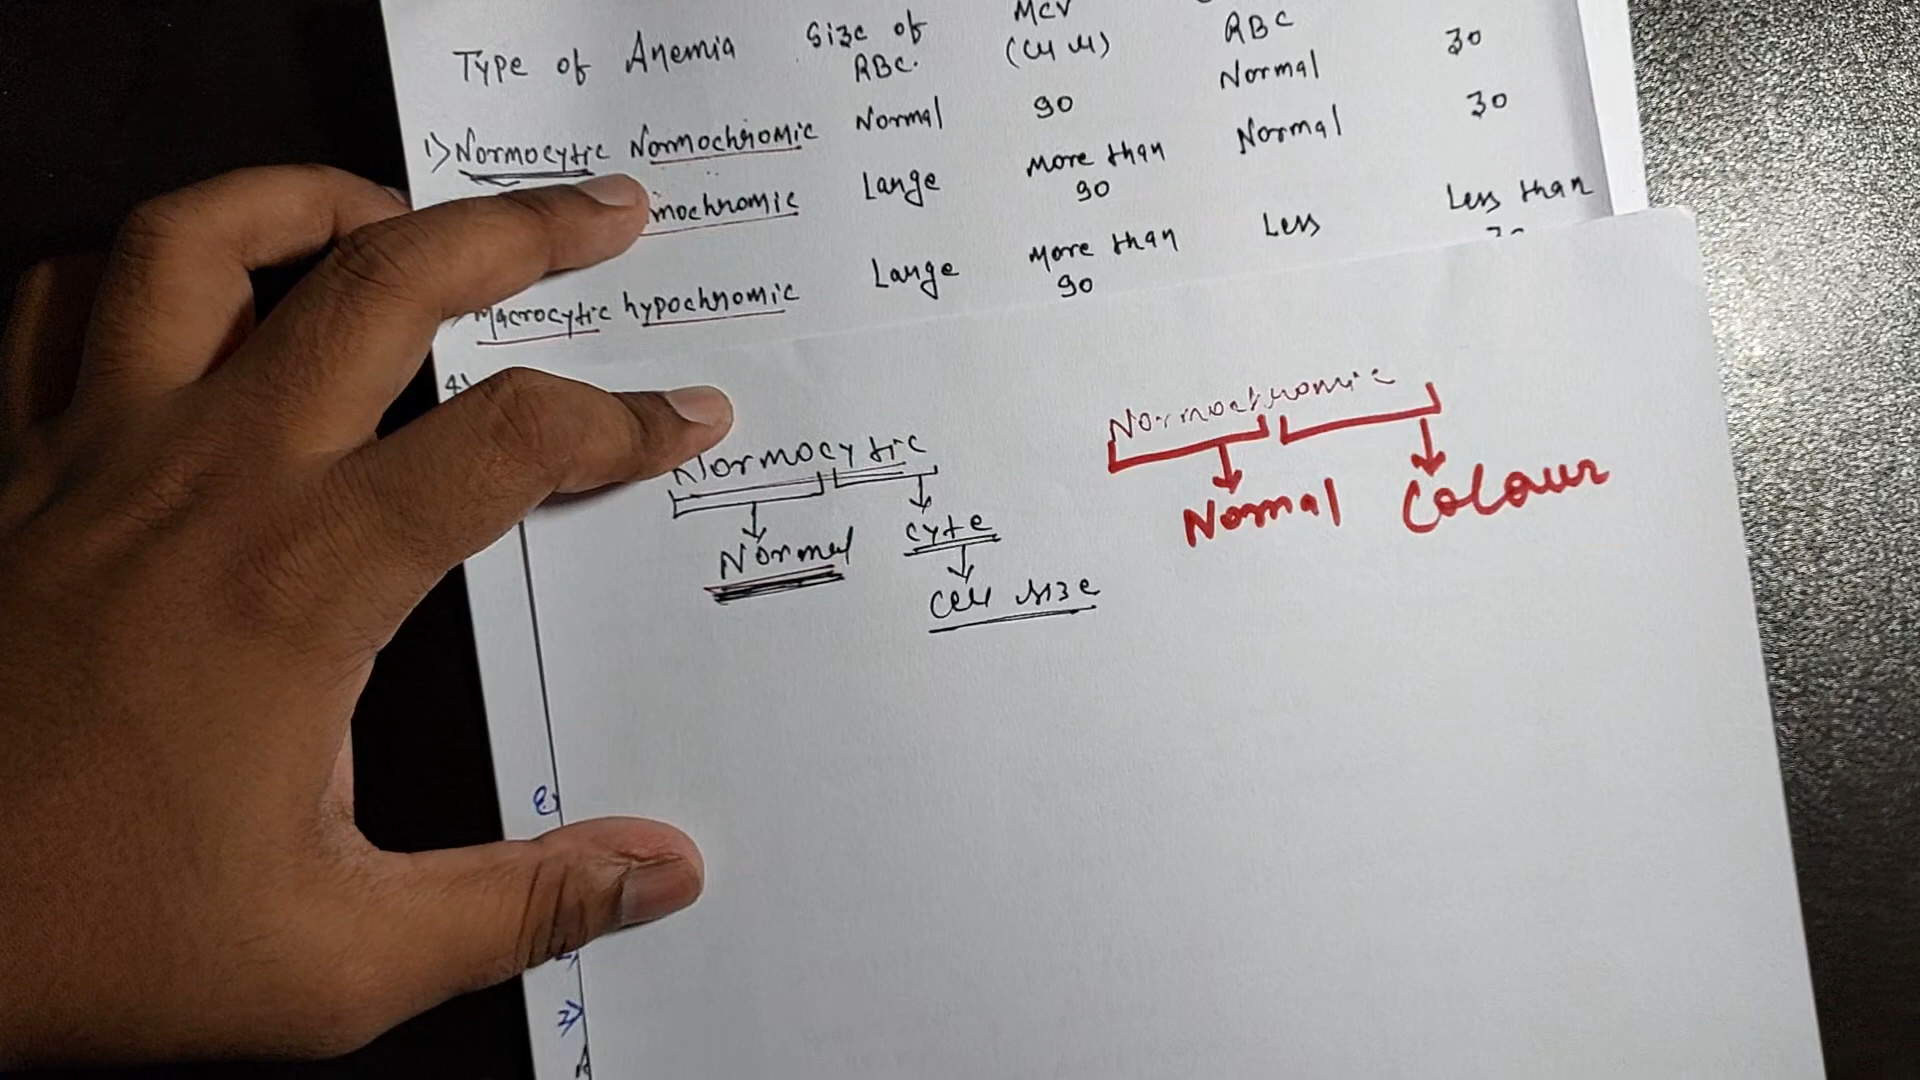 Type of Anemia Size of RBC. MCV (cu u) RBC
1) Normocytic Normochromic Normal 90 Normal 30
mochromic Large More than 90 Normal 30
Macrocytic hypochromic Large More than 90 Less Less than
4)
Normocytic Normochromic
Normal cyte Normal Colour
Cell size
2)